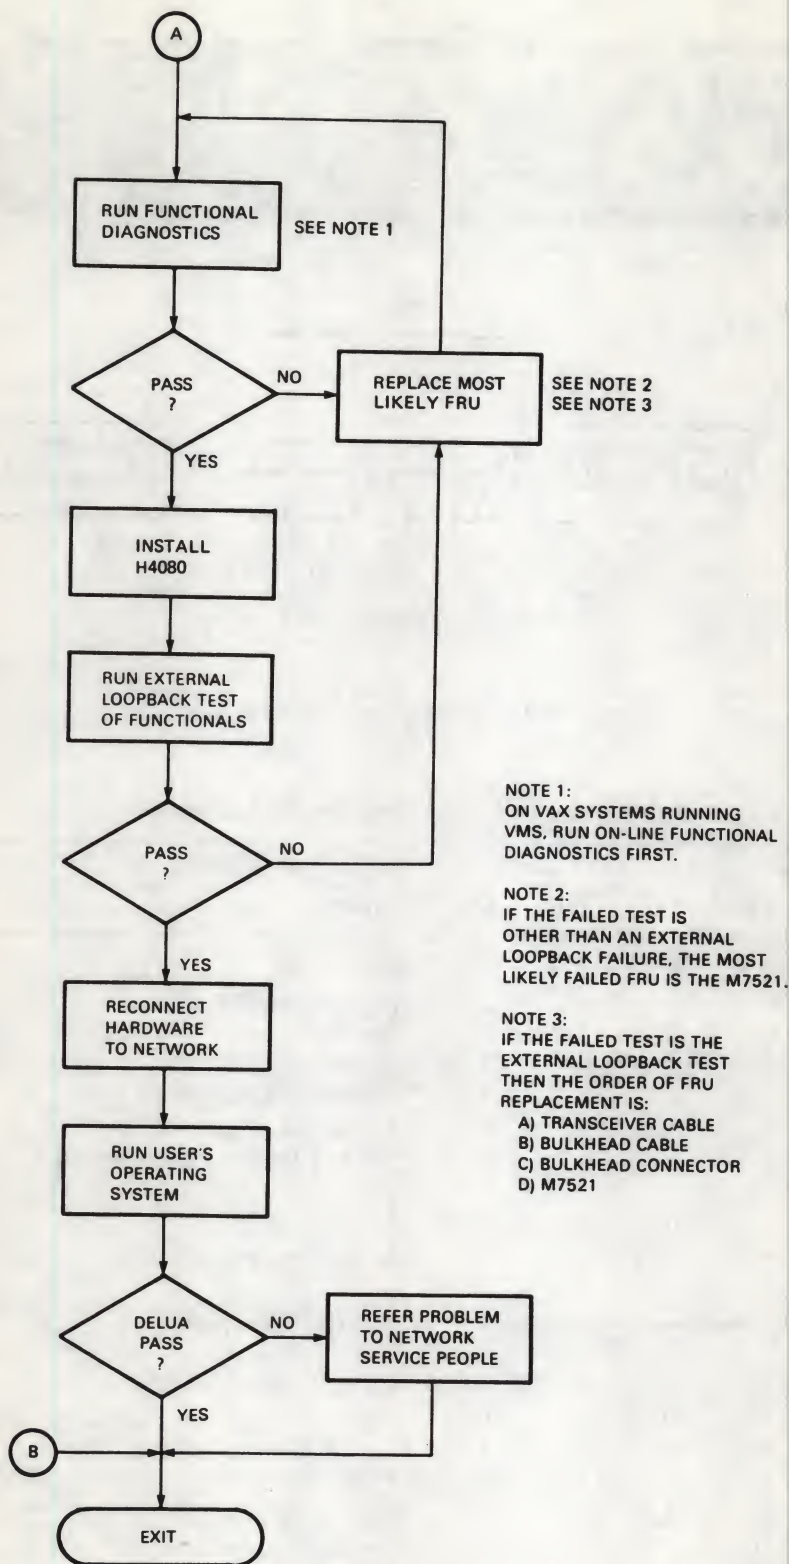 A
RUN FUNCTIONAL
DIAGNOSTICS
SEE NOTE 1
PASS
?
NO
REPLACE MOST
LIKELY FRU
SEE NOTE 2
SEE NOTE 3
YES
INSTALL
H4080
RUN EXTERNAL
LOOPBACK TEST
OF FUNCTIONALS
PASS
?
NO
YES
RECONNECT
HARDWARE
TO NETWORK
RUN USER'S
OPERATING
SYSTEM
DELUA
PASS
?
NO
REFER PROBLEM
TO NETWORK
SERVICE PEOPLE
YES
B
EXIT
NOTE 1:
ON VAX SYSTEMS RUNNING
VMS, RUN ON-LINE FUNCTIONAL
DIAGNOSTICS FIRST.
NOTE 2:
IF THE FAILED TEST IS
OTHER THAN AN EXTERNAL
LOOPBACK FAILURE, THE MOST
LIKELY FAILED FRU IS THE M7521.
NOTE 3:
IF THE FAILED TEST IS THE
EXTERNAL LOOPBACK TEST
THEN THE ORDER OF FRU
REPLACEMENT IS:
A) TRANSCEIVER CABLE
B) BULKHEAD CABLE
C) BULKHEAD CONNECTOR
D) M7521